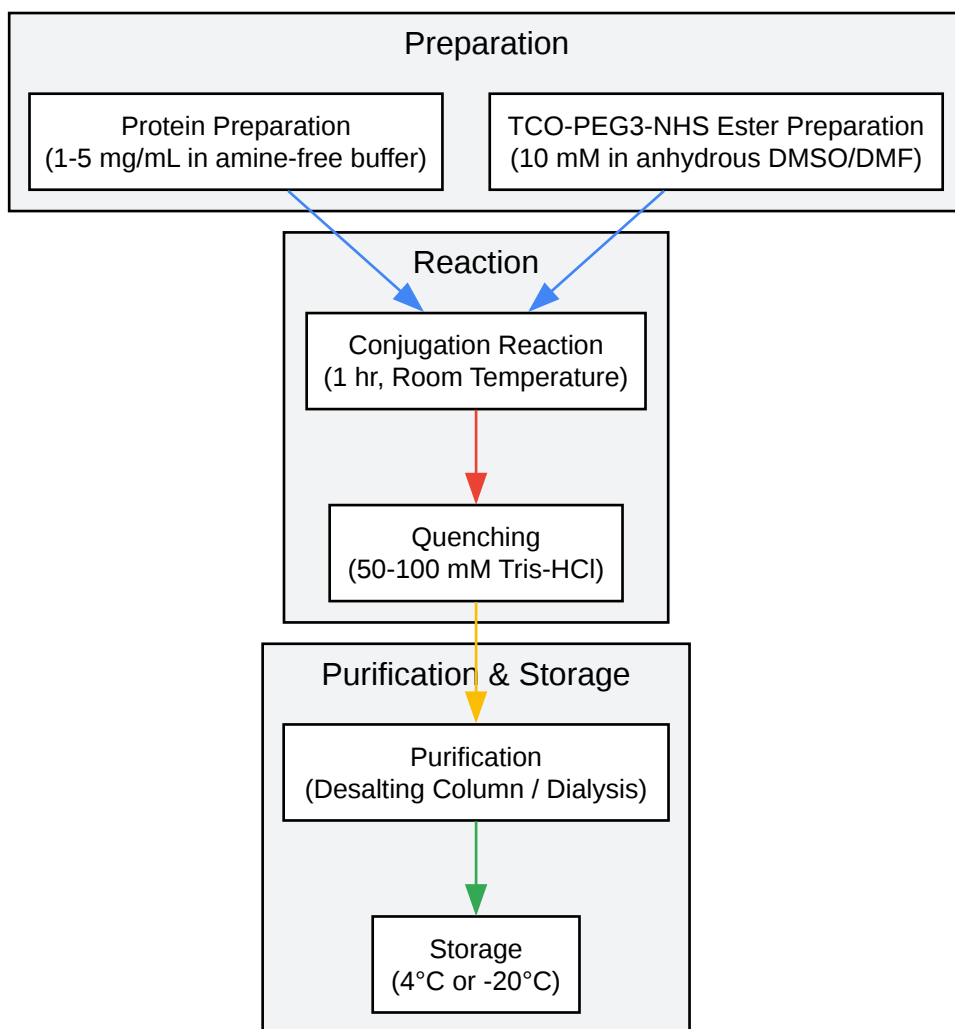 Preparation
Protein Preparation
(1-5 mg/mL in amine-free buffer)
TCO-PEG3-NHS Ester Preparation
(10 mM in anhydrous DMSO/DMF)
Reaction
Conjugation Reaction
(1 hr, Room Temperature)
Quenching
(50-100 mM Tris-HCl)
Purification & Storage
Purification
(Desalting Column / Dialysis)
Storage
(4°C or -20°C)